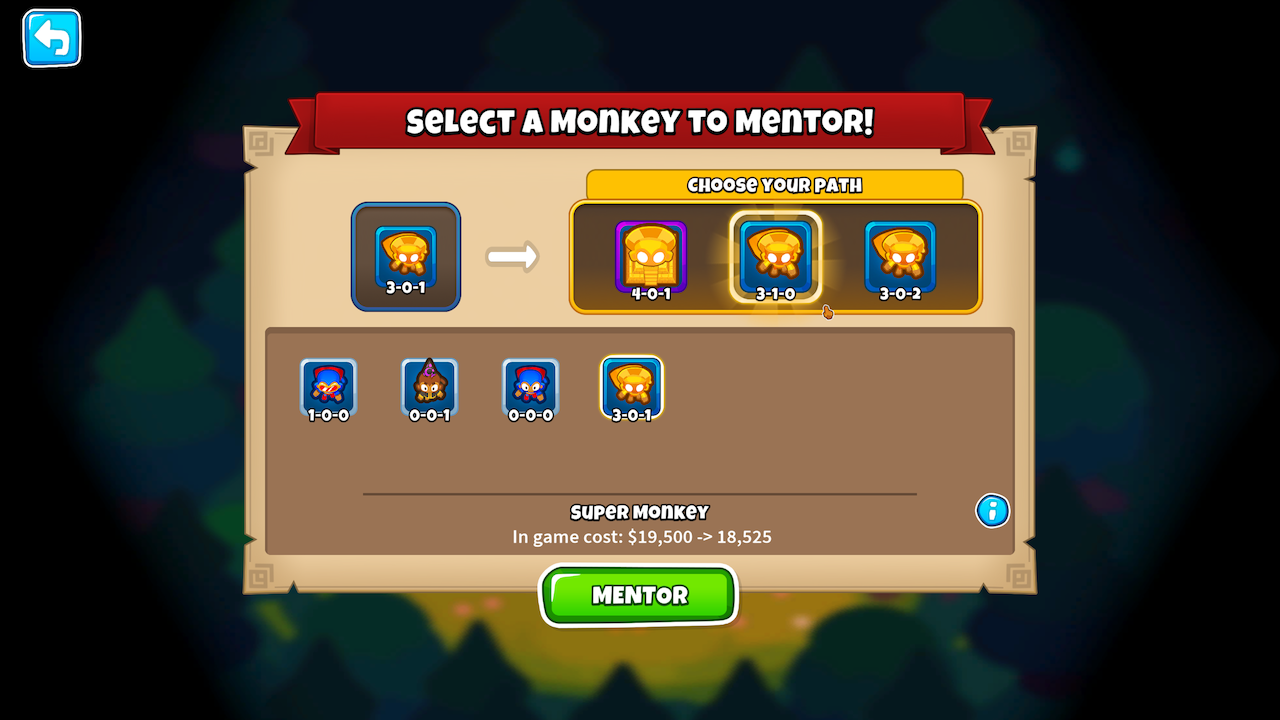 SELECT A MONKEY TO MENTOR!
CHOOSE YOUR PATH
3-0-1
4-0-1
3-1-0
3-0-2
1-0-0
0-0-1
0-0-0
3-0-1
SUPER MONKEY
In game cost: $19,500 -> 18,525
MENTOR